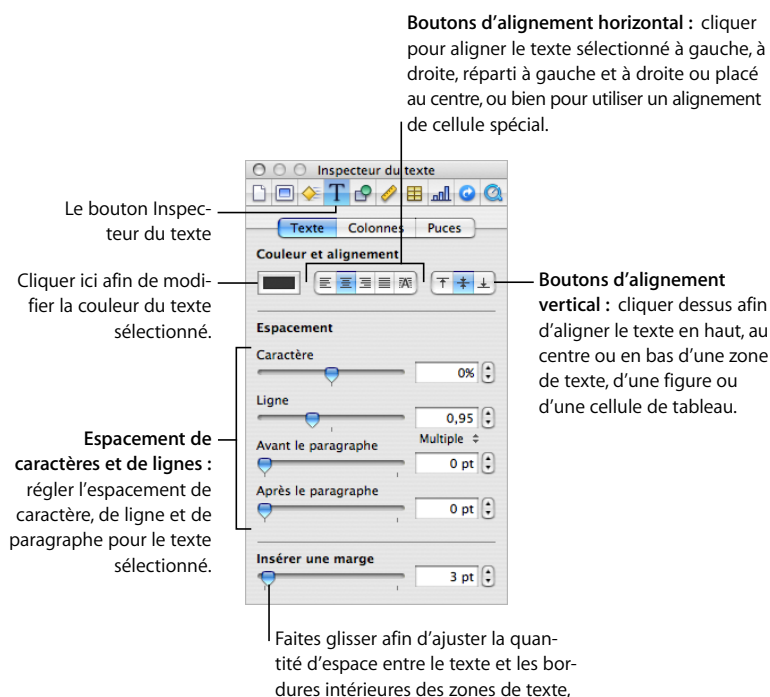 Boutons d’alignement horizontal : cliquer
pour aligner le texte sélectionné à gauche, à
droite, réparti à gauche et à droite ou placé
au centre, ou bien pour utiliser un alignement
de cellule spécial.
Inspecteur du texte
Le bouton Inspec-
teur du texte
Texte
Colonnes
Puces
Couleur et alignement
Cliquer ici afin de modi-
fier la couleur du texte
sélectionné.
Boutons d’alignement
vertical : cliquer dessus afin
d’aligner le texte en haut, au
centre ou en bas d’une zone
de texte, d’une figure ou
d’une cellule de tableau.
Espacement
Caractère
0%
Ligne
0,95
Multiple
Avant le paragraphe
0 pt
Après le paragraphe
0 pt
Espacement de
caractères et de lignes :
régler l’espacement de
caractère, de ligne et de
paragraphe pour le texte
sélectionné.
Insérer une marge
3 pt
Faites glisser afin d’ajuster la quan-
tité d’espace entre le texte et les bor-
dures intérieures des zones de texte,